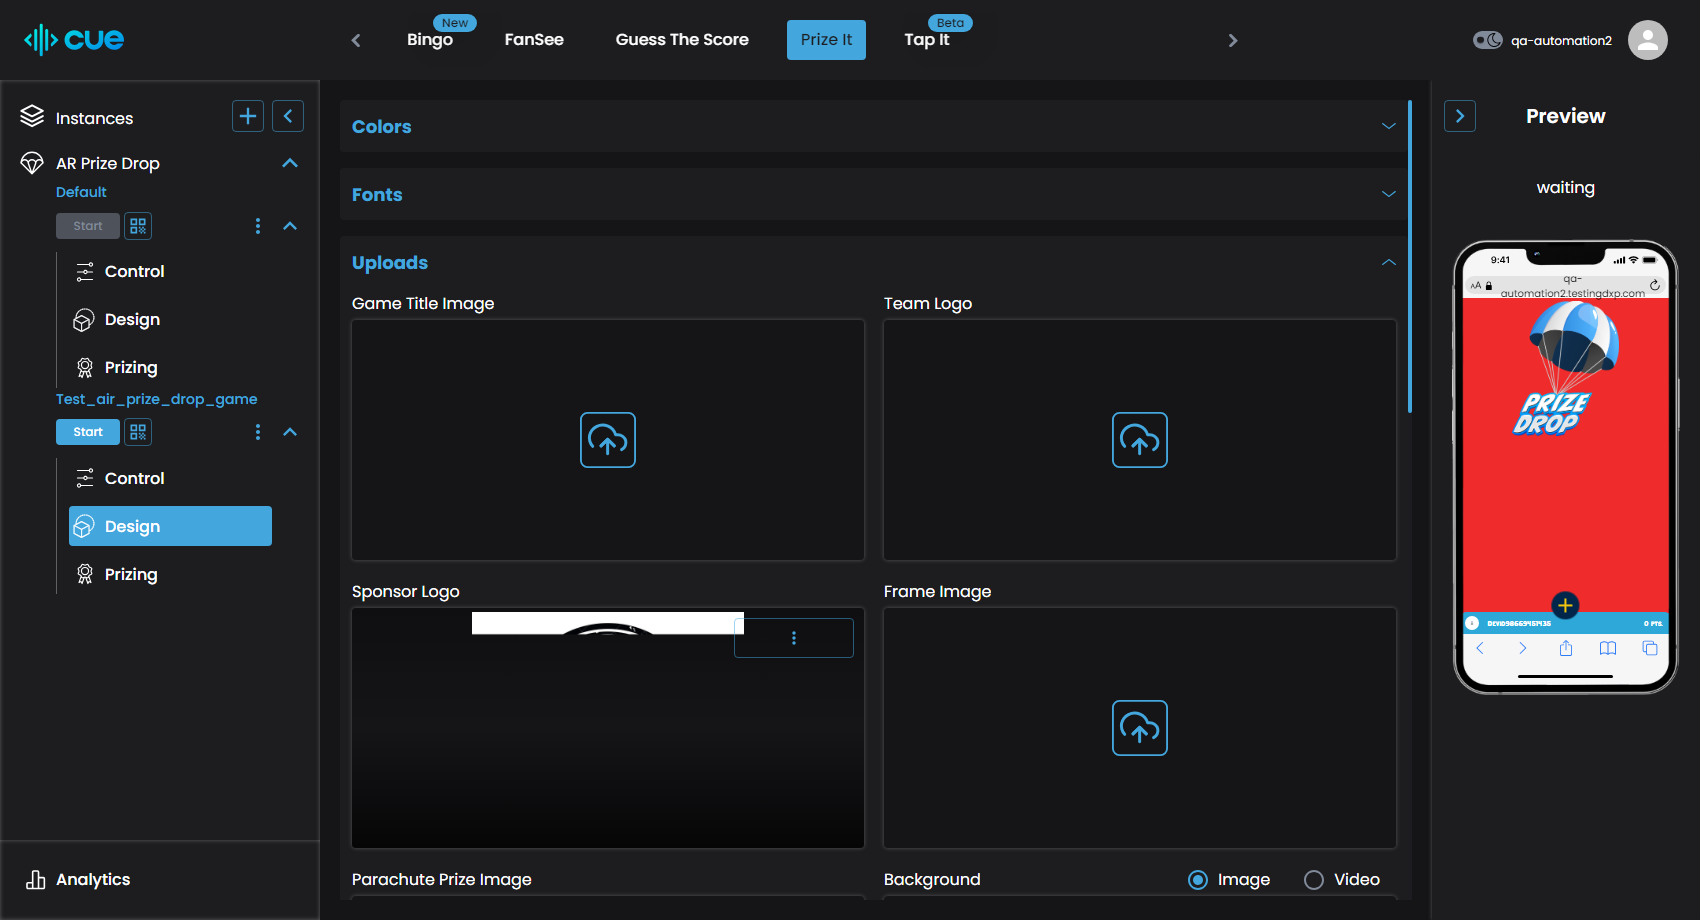 cue
New
Bingo
FanSee
Guess The Score
Prize It
Beta
Tap It
qa-automation2
Instances
AR Prize Drop
Default
Start
Control
Design
Prizing
Test_air_prize_drop_game
Start
Control
Design
Prizing
Analytics
Colors
Fonts
Uploads
Game Title Image
Team Logo
Sponsor Logo
Frame Image
Parachute Prize Image
Background
Image
Video
Preview
waiting
9:41
AA
qa-
automation2.testingdxp.com
PRIZE
DROP
0 PTS.